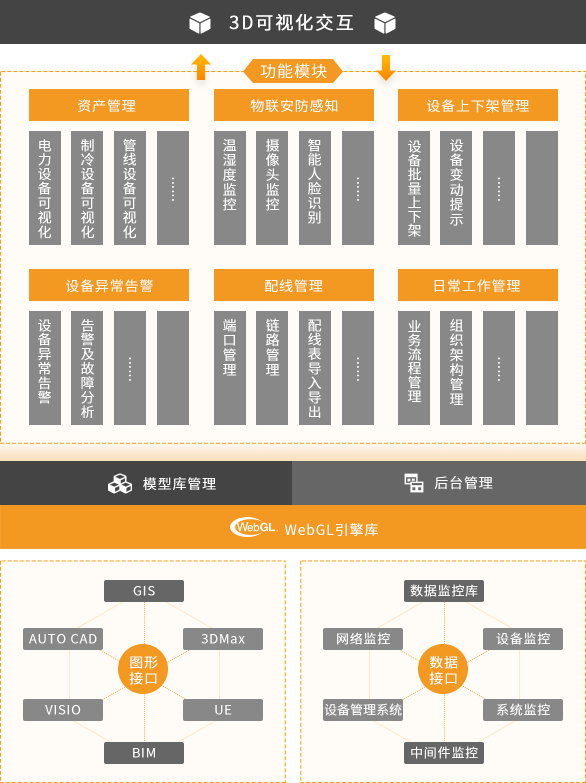 3D可视化交互
功能模块
资产管理
物联安防感知
设备上下架管理
电力设备可视化
制冷设备可视化
管线设备可视化
……
温湿度监控
摄像头监控
智能人脸识别
……
设备批量上下架
设备变动提示
……
设备异常告警
配线管理
日常工作管理
设备异常告警
告警及故障分析
……
端口管理
链路管理
配线表导入导出
……
业务流程管理
组织架构管理
……
模型库管理
后台管理
WebGL
WebGL引擎库
GIS
AUTO CAD
3DMax
图形
接口
VISIO
UE
BIM
数据监控库
网络监控
设备监控
数据
接口
设备管理系统
系统监控
中间件监控